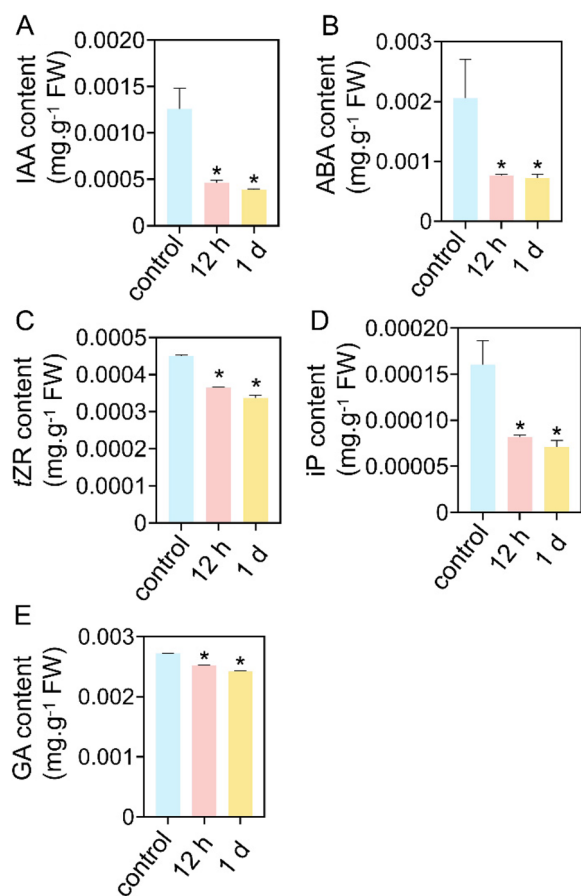 A
IAA content
(mg.g⁻¹ FW)
0.0020
0.0015
0.0010
0.0005
0
* *
control
12 h
1 d
B
ABA content
(mg.g⁻¹ FW)
0.003
0.002
0.001
0
* *
control
12 h
1 d
C
tZR content
(mg.g⁻¹ FW)
0.0005
0.0004
0.0003
0.0002
0.0001
0
* *
control
12 h
1 d
D
iP content
(mg.g⁻¹ FW)
0.00020
0.00015
0.00010
0.00005
0
* *
control
12 h
1 d
E
GA content
(mg.g⁻¹ FW)
0.003
0.002
0.001
0
* *
control
12 h
1 d